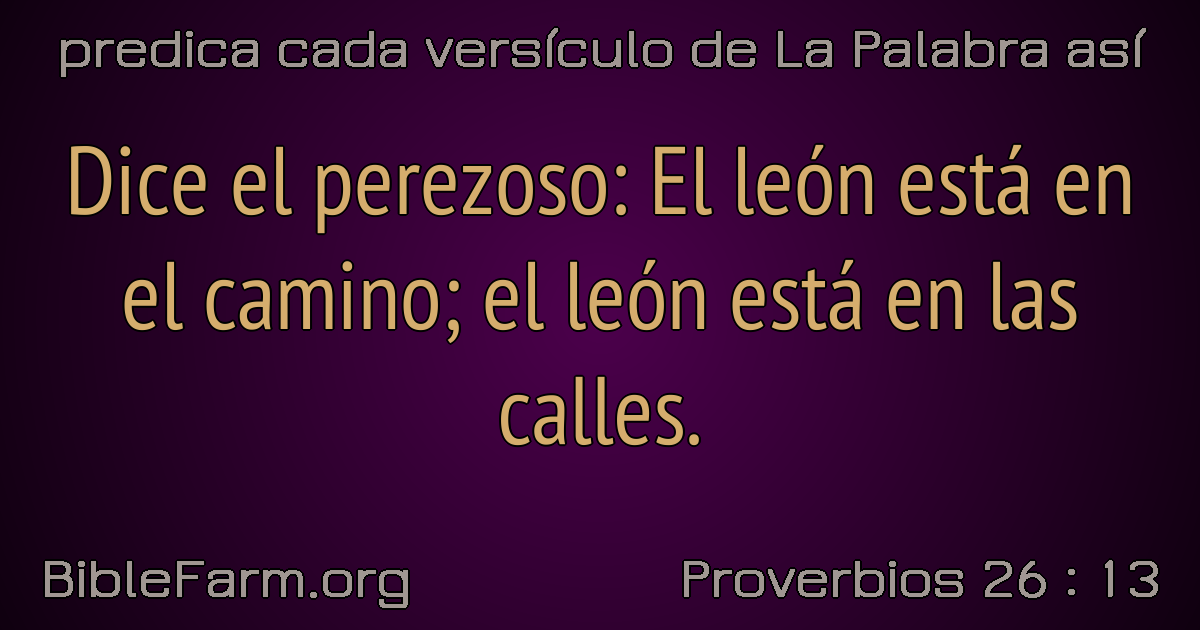 predica cada versículo de La Palabra así
Dice el perezoso: El león está en
el camino; el león está en las
calles.
BibleFarm.org
Proverbios 26 : 13